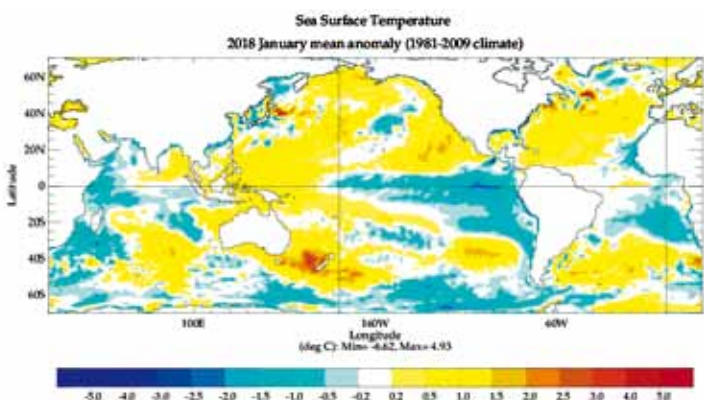 Sea Surface Temperature
2018 January mean anomaly (1981-2009 climate)
60N
40N
20N
0
20S
40S
60S
Latitude
100E 160W 60W
Longitude
(deg C): Min= -4.62, Max= 4.93
-5.0 -4.0 -3.0 -2.5 -2.0 -1.5 -1.0 -0.5 -0.2 0.2 0.5 1.0 1.5 2.0 2.5 3.0 4.0 5.0